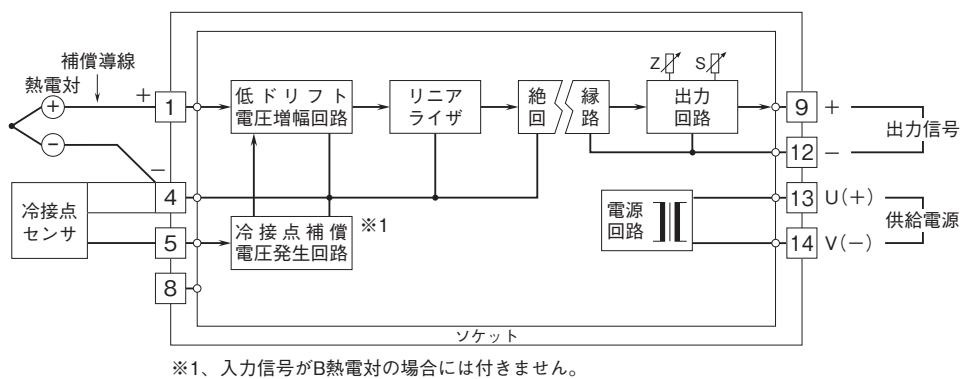 補償導線
熱電対
+
−
+
1
−
4
冷接点
センサ
5
8
低ドリフト
電圧増幅回路
リニア
ライザ
絶縁
回路
Z
S
出力
回路
9 +
12 −
出力信号
冷接点補償
電圧発生回路
※1
電源
回路
13 U(+)
14 V(−)
供給電源
ソケット
※1、入力信号がB熱電対の場合には付きません。